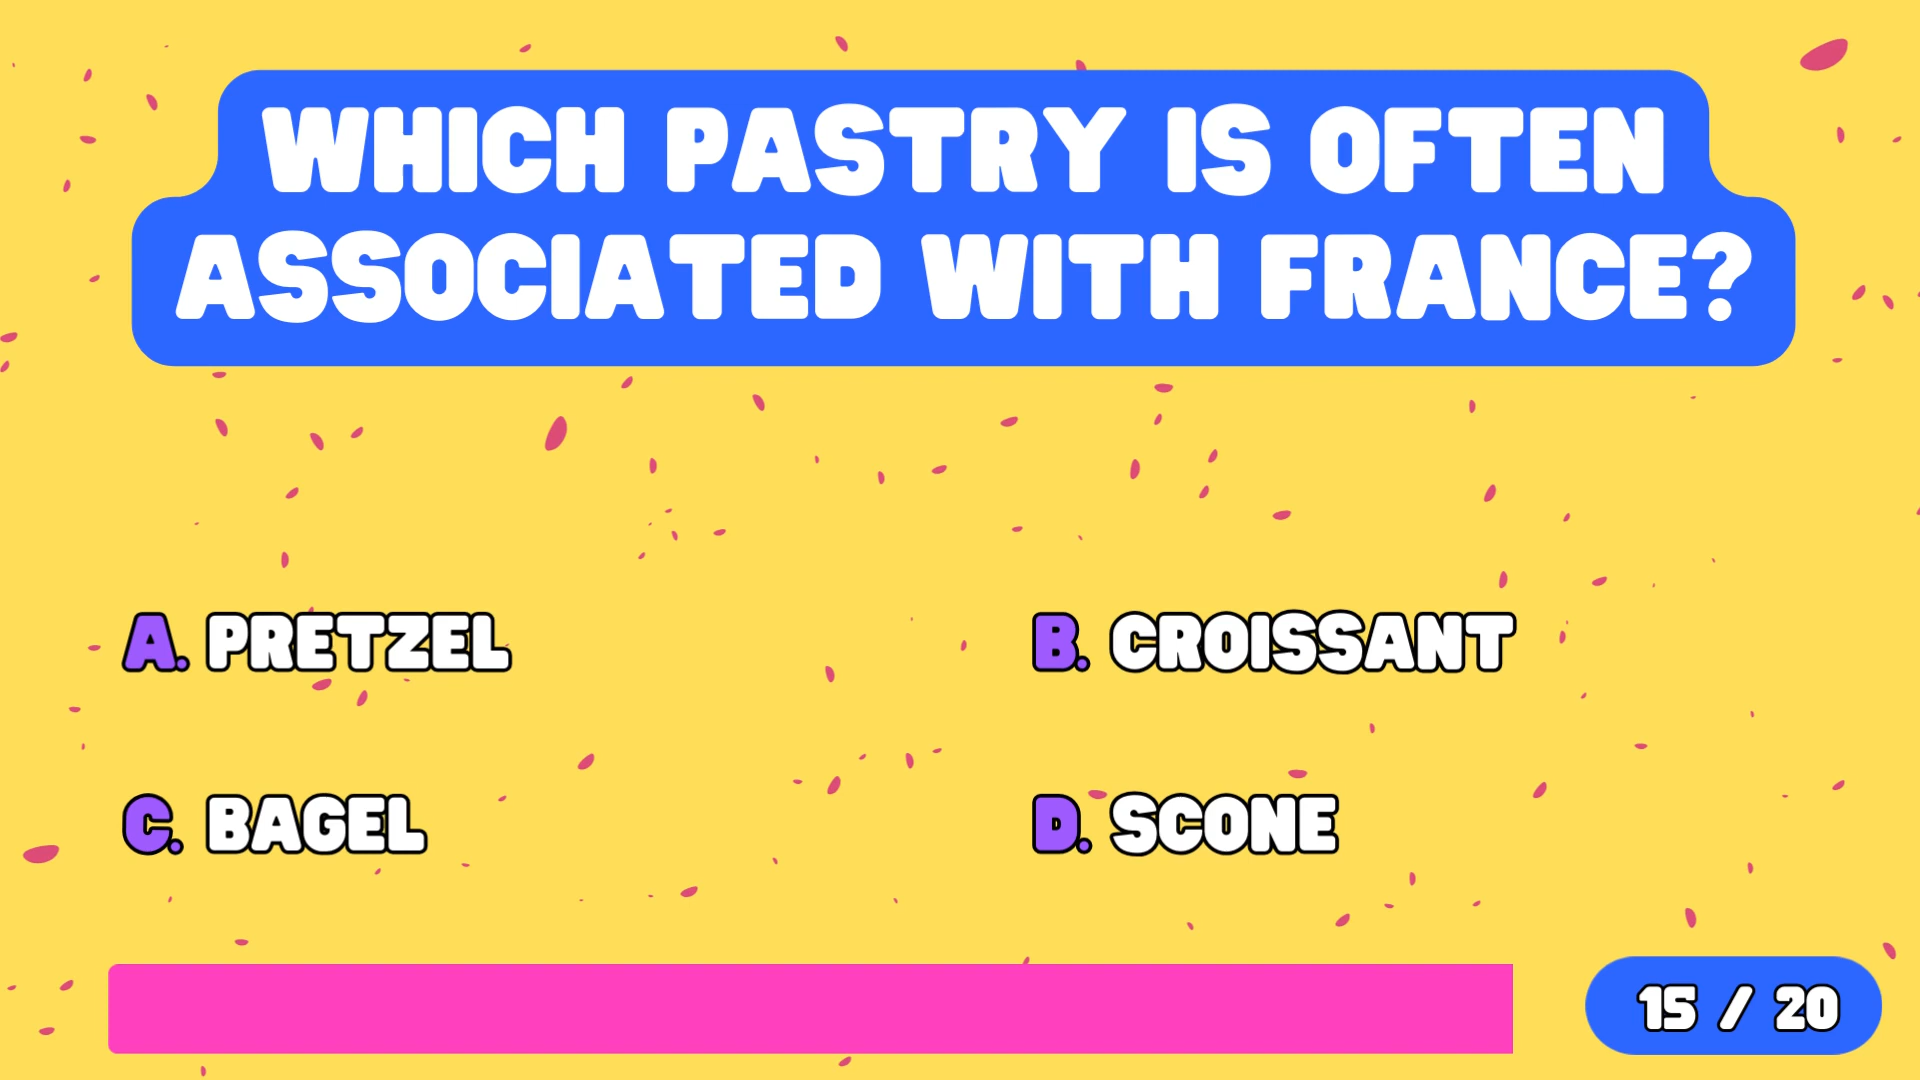 WHICH PASTRY IS OFTEN
ASSOCIATED WITH FRANCE?
A. PRETZEL
B. CROISSANT
C. BAGEL
D. SCONE
15 / 20